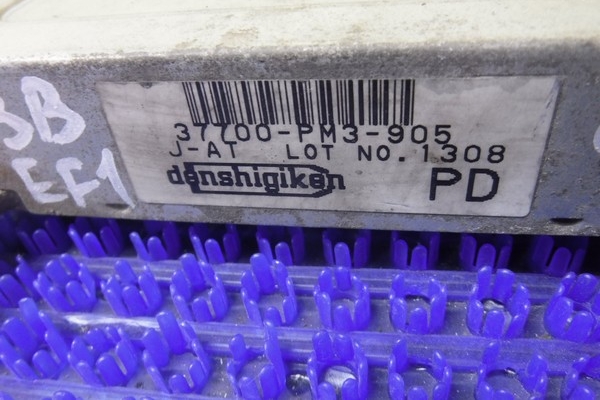 37700-PM3-905
J-AT LOT NO. 1308
denshigiken PD
3B
EF1